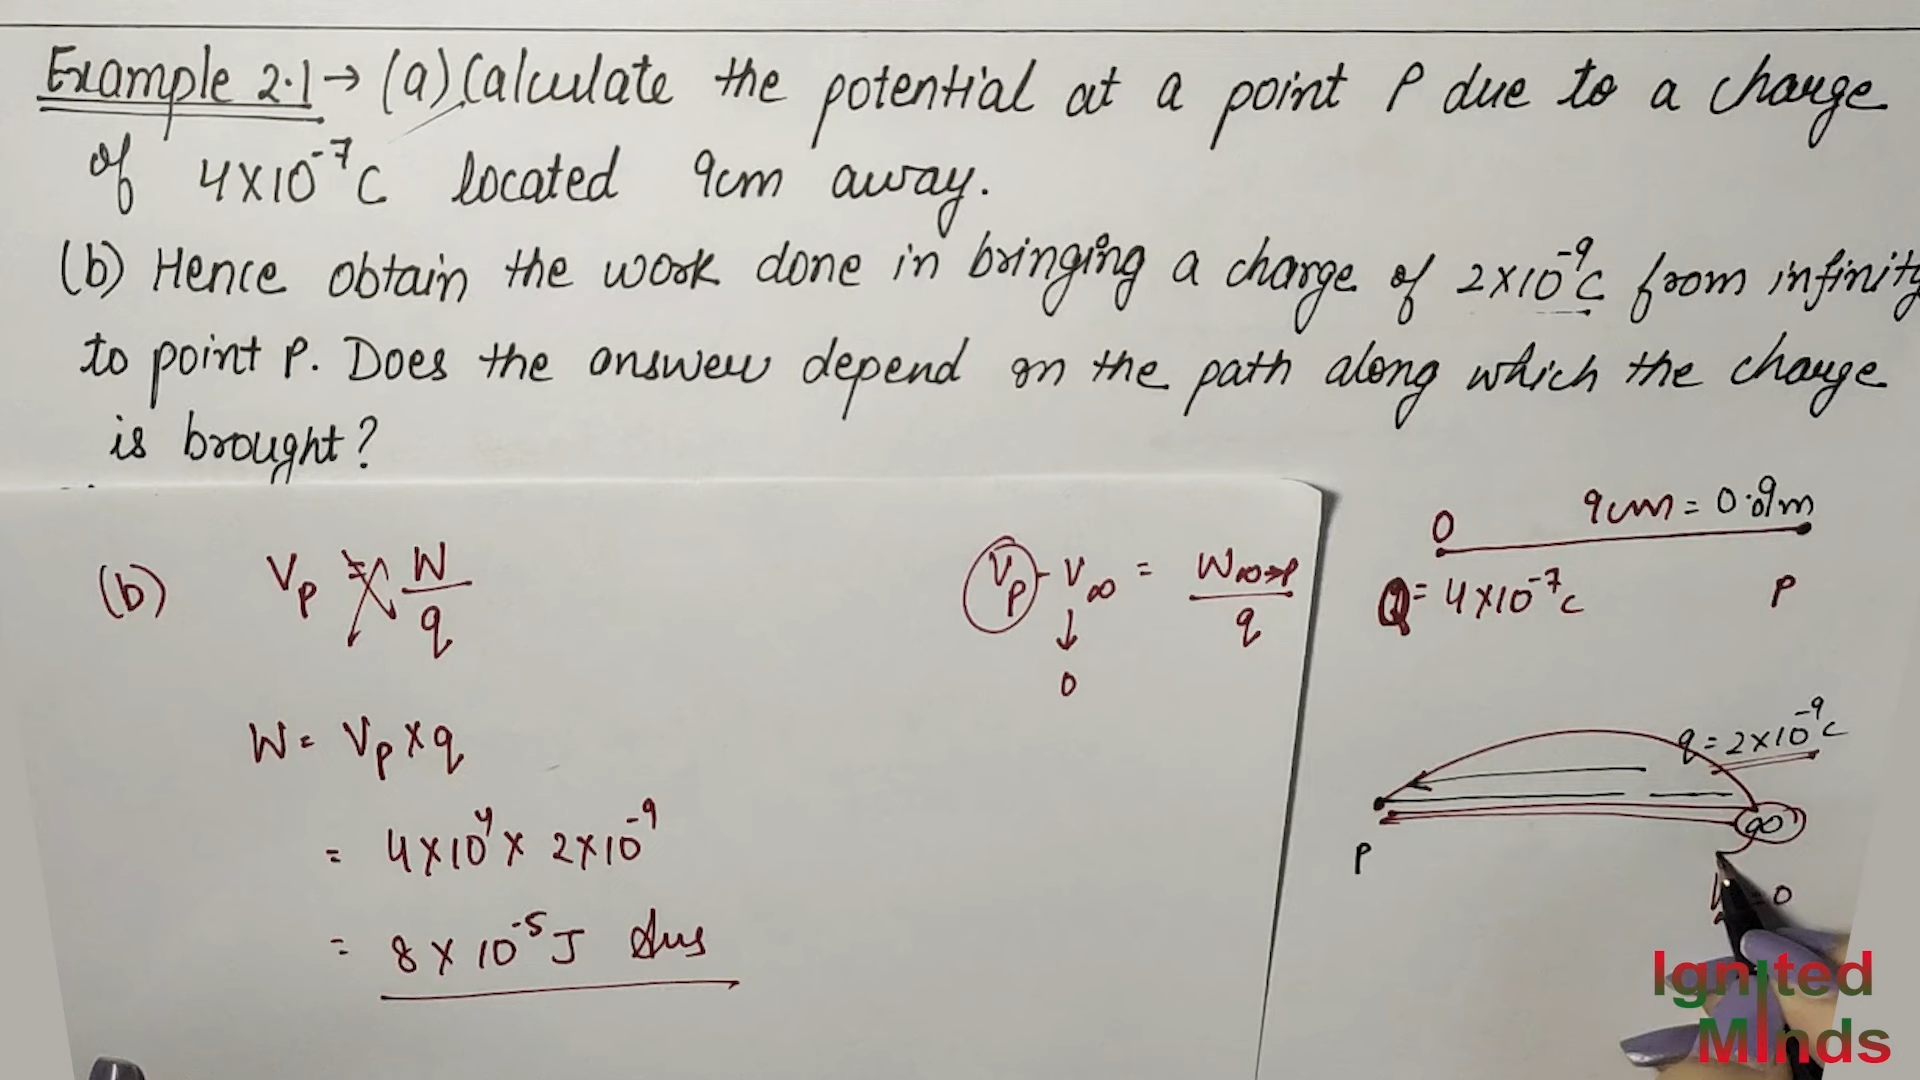 Example 2.1 → (a) Calculate the potential at a point P due to a charge
of 4×10⁻⁷C located 9cm away.
(b) Hence obtain the work done in bringing a charge of 2×10⁻⁹C from infinity
to point P. Does the answer depend on the path along which the charge
is brought?
(b) Vp = W/q
W = Vp × q
= 4×10⁴ × 2×10⁻⁹
= 8 × 10⁻⁵ J Ans
Vp - V∞ = W∞→P/q
↓
0
O 9cm = 0.09m
Q = 4×10⁻⁷C P
q = 2×10⁻⁹C
P
= 0
Ignited
Minds